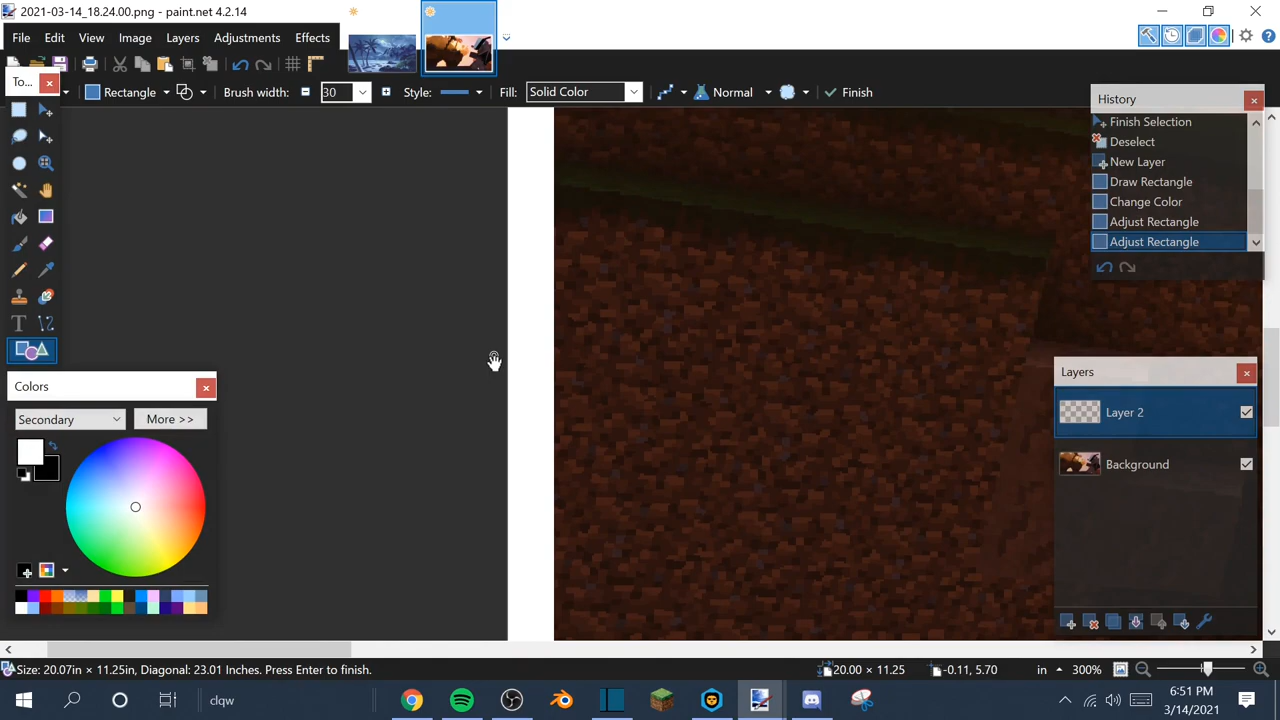 2021-03-14_18.24.00.png - paint.net 4.2.14
File Edit View Image Layers Adjustments Effects
To...
Rectangle Brush width: 30 Style: Fill: Solid Color Normal Finish
History
Finish Selection
Deselect
New Layer
Draw Rectangle
Change Color
Adjust Rectangle
Adjust Rectangle
Colors
Secondary More >>
Layers
Layer 2
Background
Size: 20.07in × 11.25in, Diagonal: 23.01 Inches. Press Enter to finish. 20.00 × 11.25 -0.11, 5.70 in 300%
clqw
6:51 PM
3/14/2021